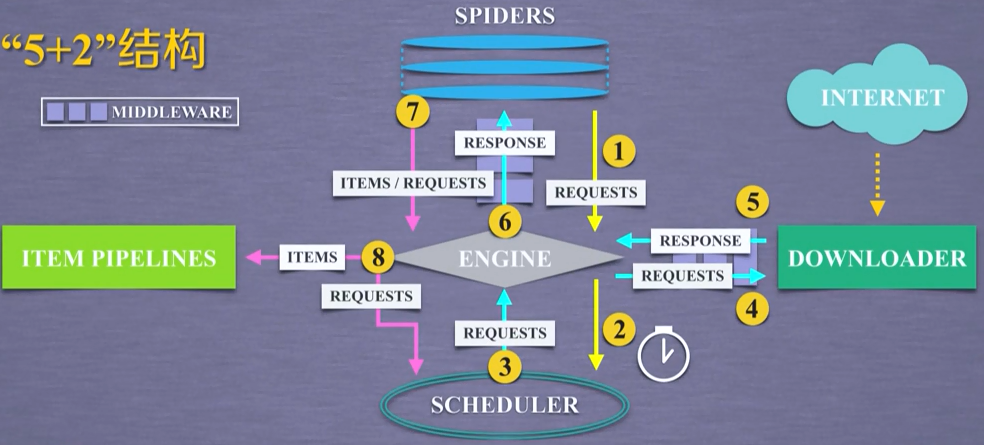 SPIDERS
“5+2”结构
MIDDLEWARE
INTERNET
7
RESPONSE
1
ITEMS / REQUESTS
REQUESTS
5
6
RESPONSE
ITEM PIPELINES
ITEMS
8
ENGINE
DOWNLOADER
REQUESTS
REQUESTS
4
REQUESTS
2
3
SCHEDULER